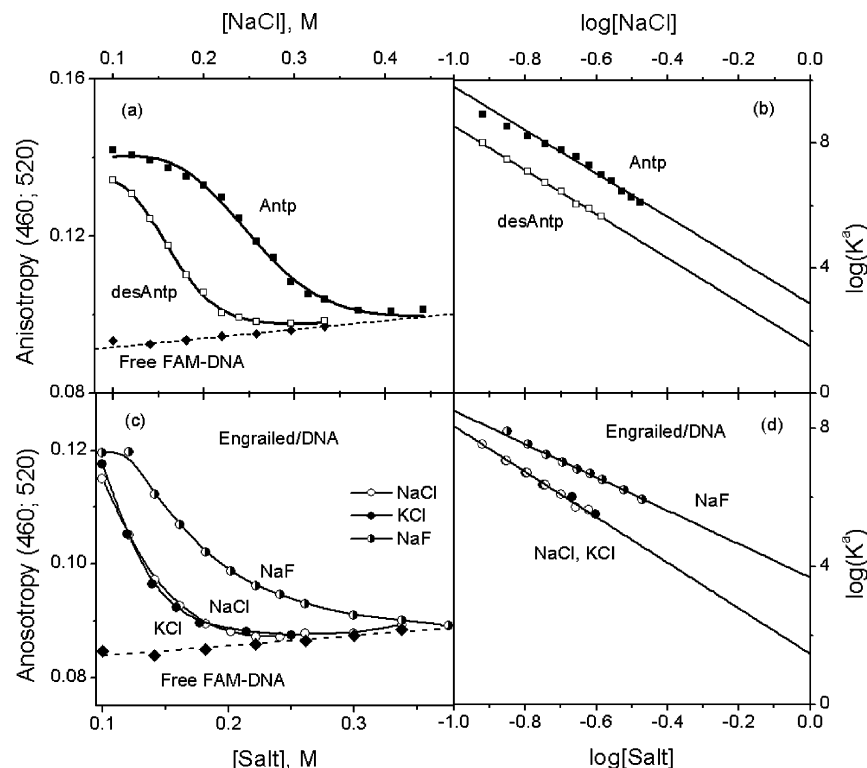 [NaCl], M
log[NaCl]
0.1 0.2 0.3 0.4 -1.0 -0.8 -0.6 -0.4 -0.2 0.0
0.16
(a)
(b)
8
Antp
Antp
0.12
desAntp
desAntp
4
Free FAM-DNA
0.08
0
Anisotropy (460; 520)
log(Kª)
(c)
Engrailed/DNA
Engrailed/DNA
(d)
8
0.12
NaCl
KCl
NaF
NaF
0.10
NaF
NaCl
KCl
NaCl, KCl
4
Free FAM-DNA
0.08
0
Anosotropy (460; 520)
log(Kª)
0.1 0.2 0.3 -1.0 -0.8 -0.6 -0.4 -0.2 0.0
[Salt], M
log[Salt]